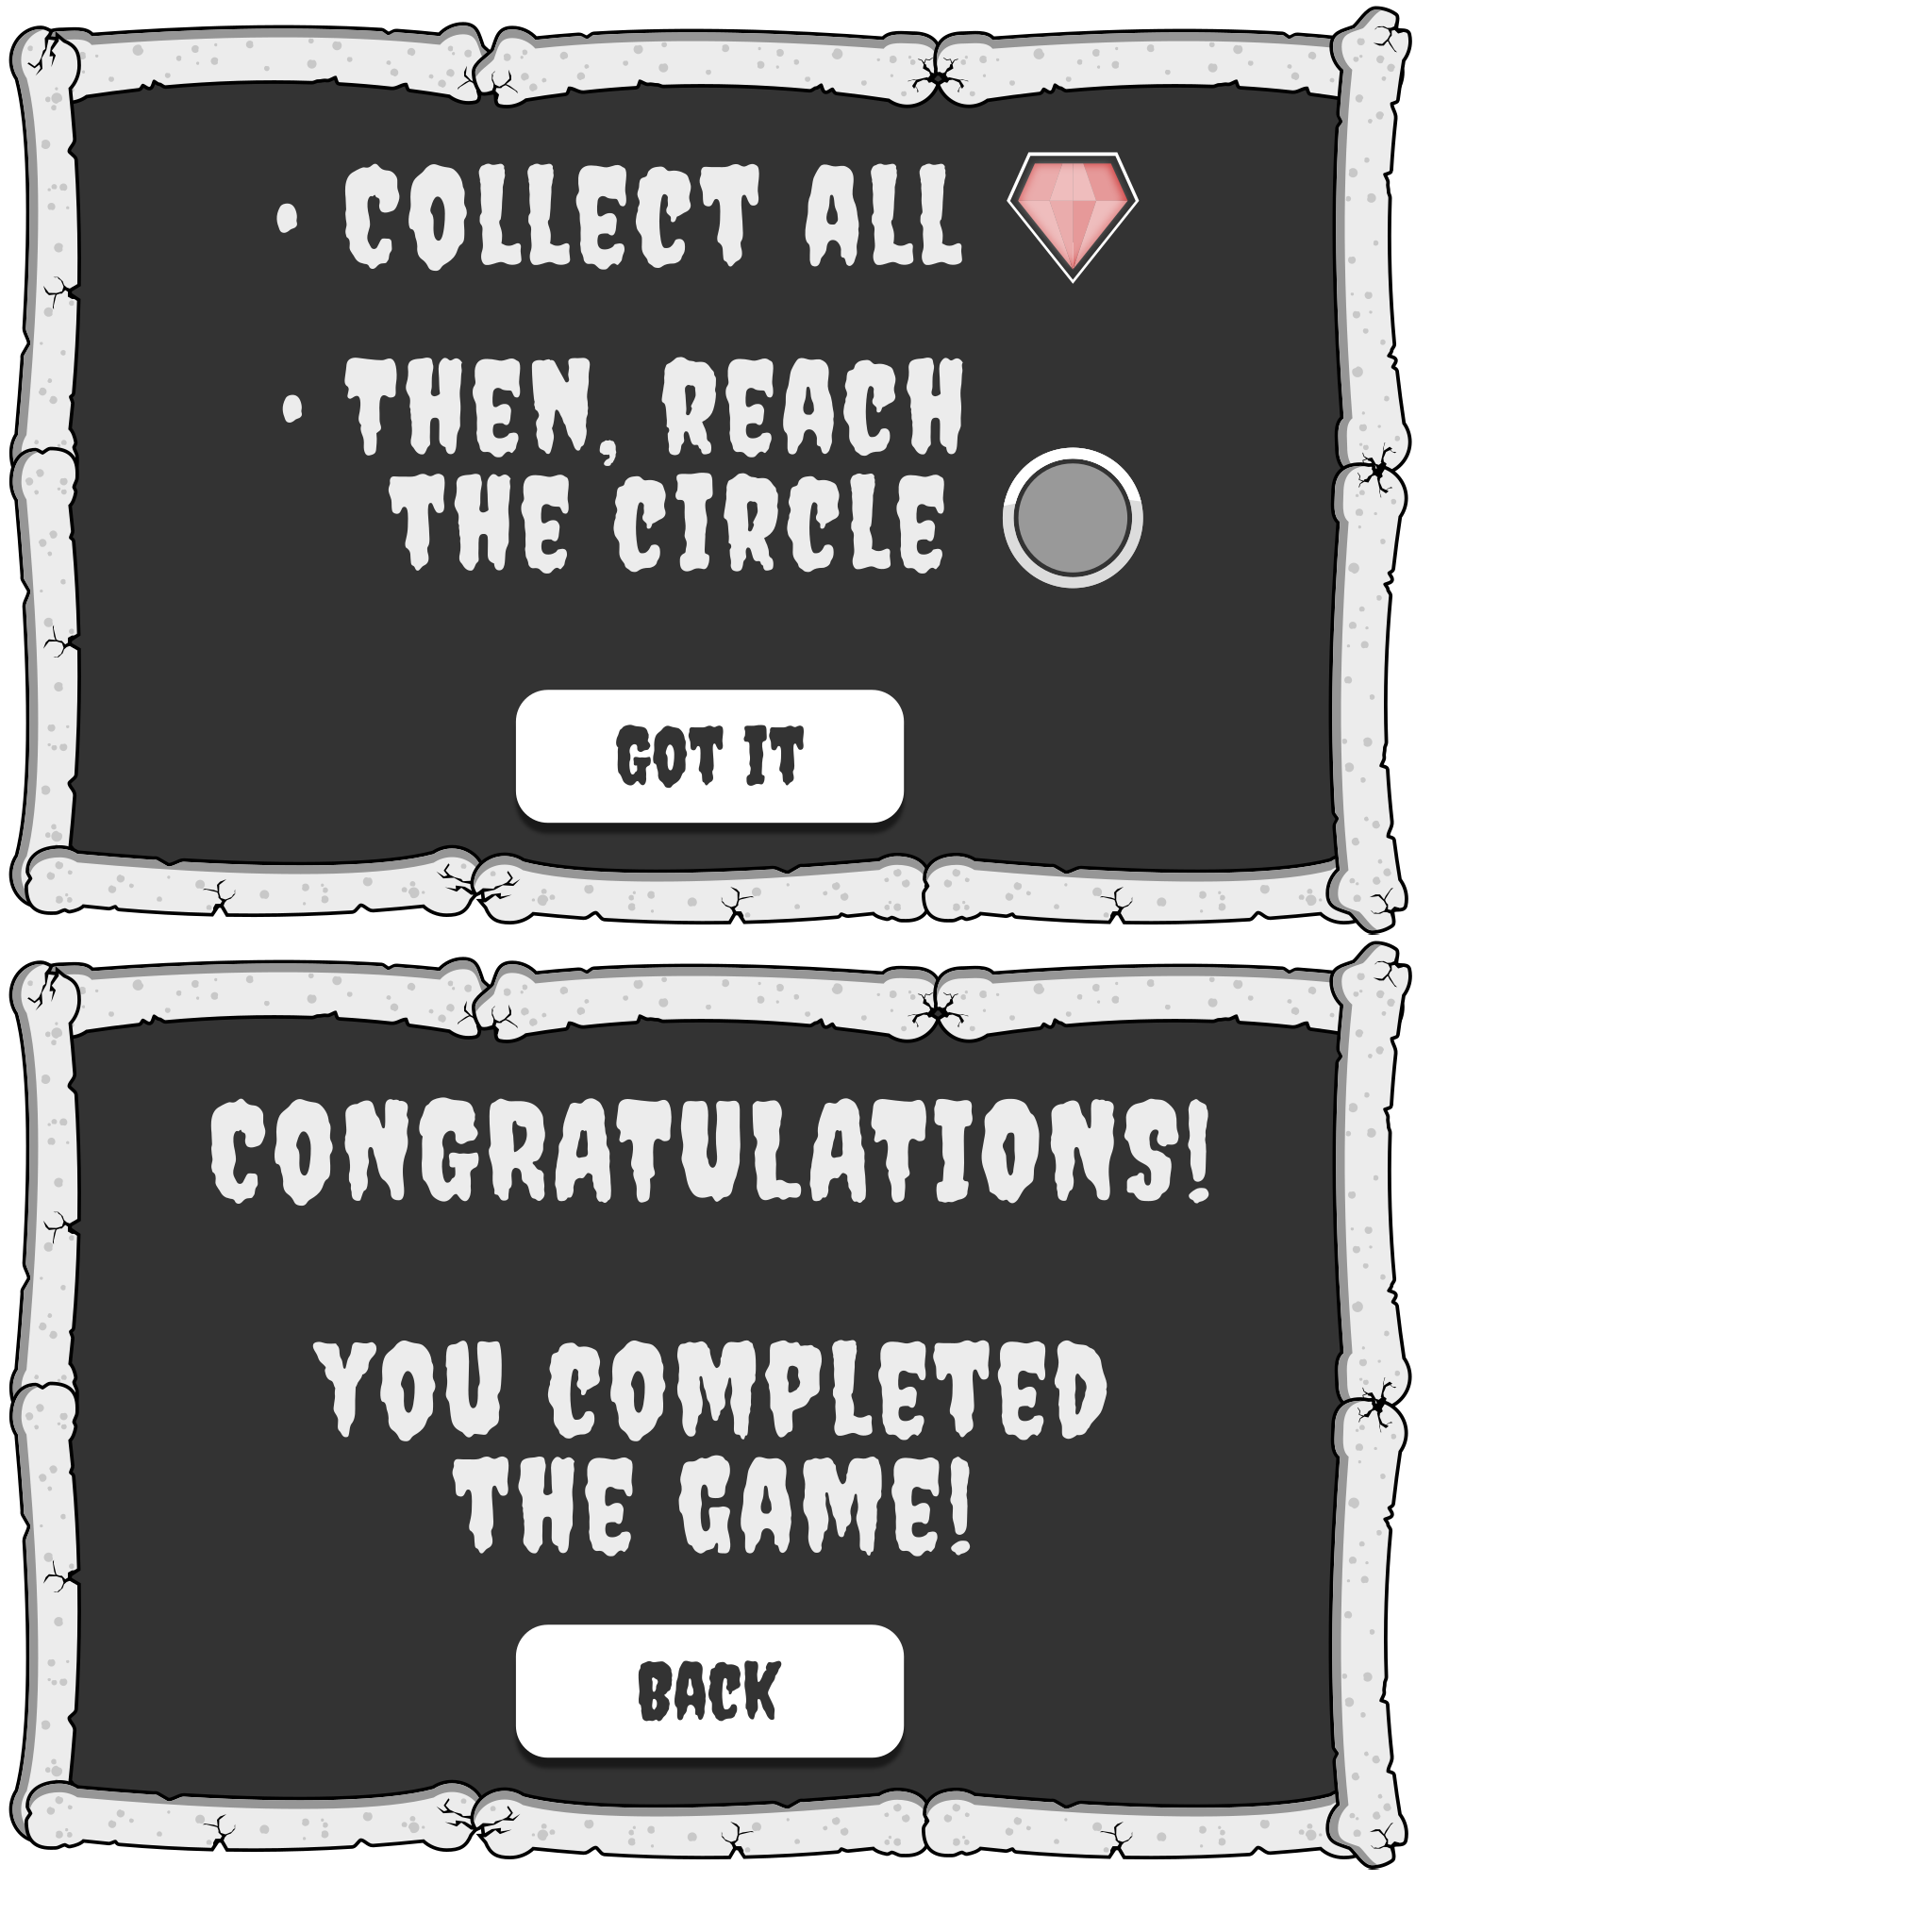 · COLLECT ALL
· THEN, REACH
THE CIRCLE
GOT IT
CONGRATULATIONS!
YOU COMPLETED
THE GAME!
BACK